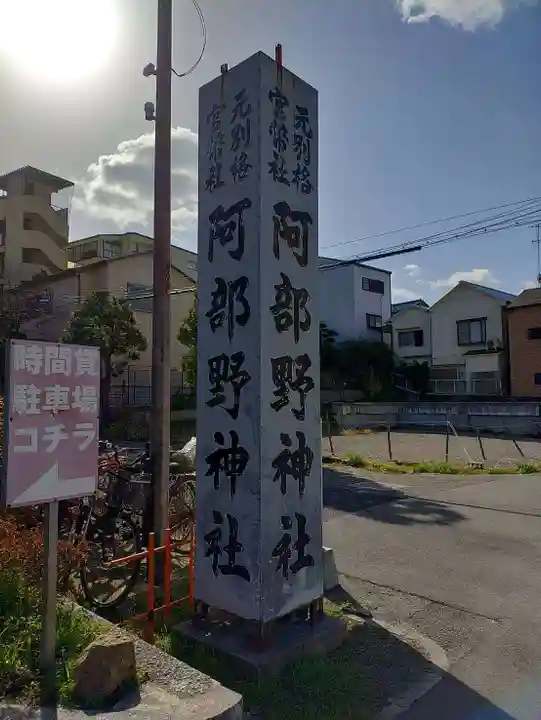 時間貸
駐車場
コチラ
元別格
官幣社
阿部野神社
元別格
官幣社
阿部野神社